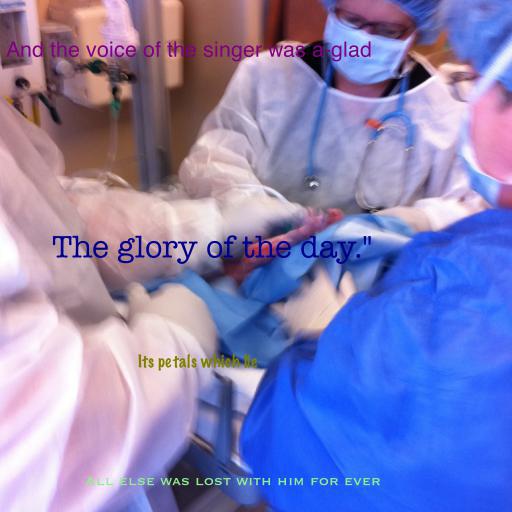 And the voice of the singer was a-glad
The glory of the day."
Its petals which lie
All else was lost with him for ever